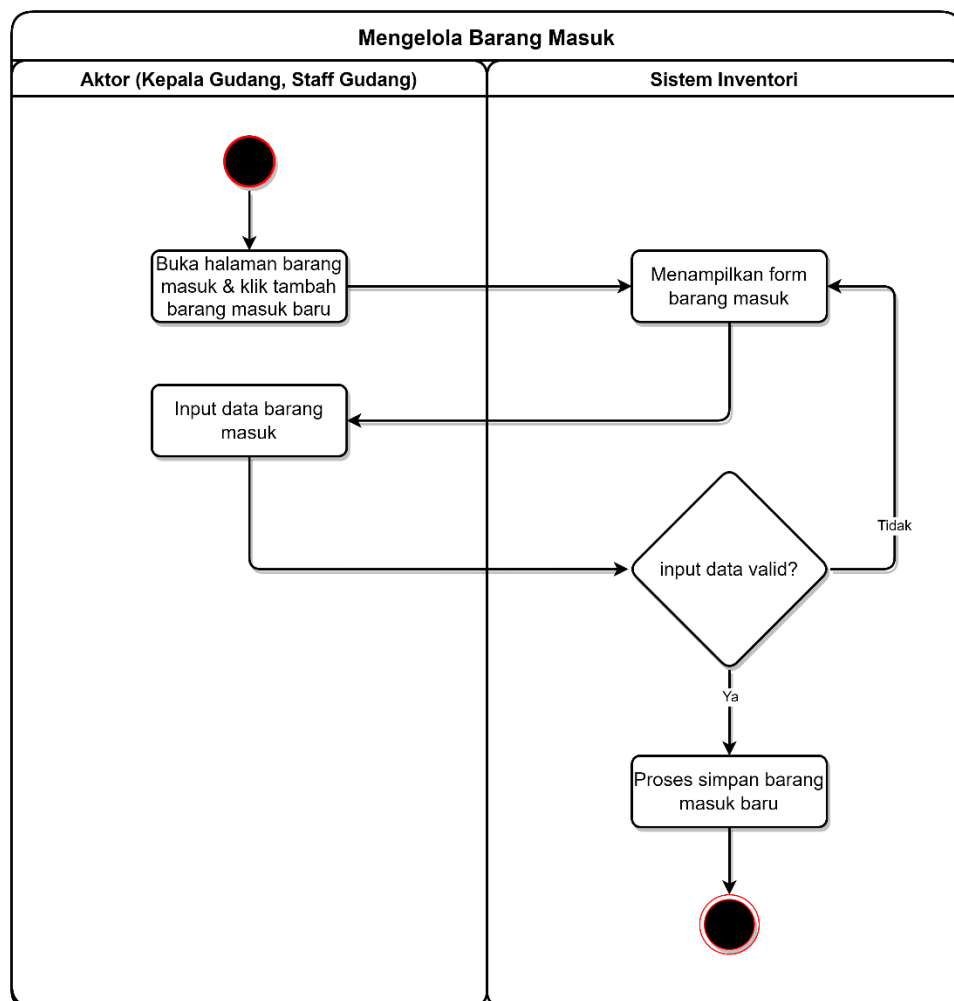 Mengelola Barang Masuk
Aktor (Kepala Gudang, Staff Gudang)
Sistem Inventori
Buka halaman barang
masuk & klik tambah
barang masuk baru
Menampilkan form
barang masuk
Input data barang
masuk
input data valid?
Tidak
Ya
Proses simpan barang
masuk baru